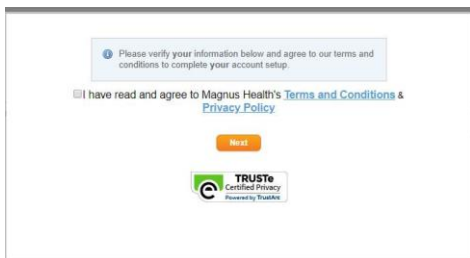 Please verify your information below and agree to our terms and
conditions to complete your account setup.
I have read and agree to Magnus Health's Terms and Conditions &
Privacy Policy
Next
TRUSTe
Certified Privacy
Powered by TrustArc